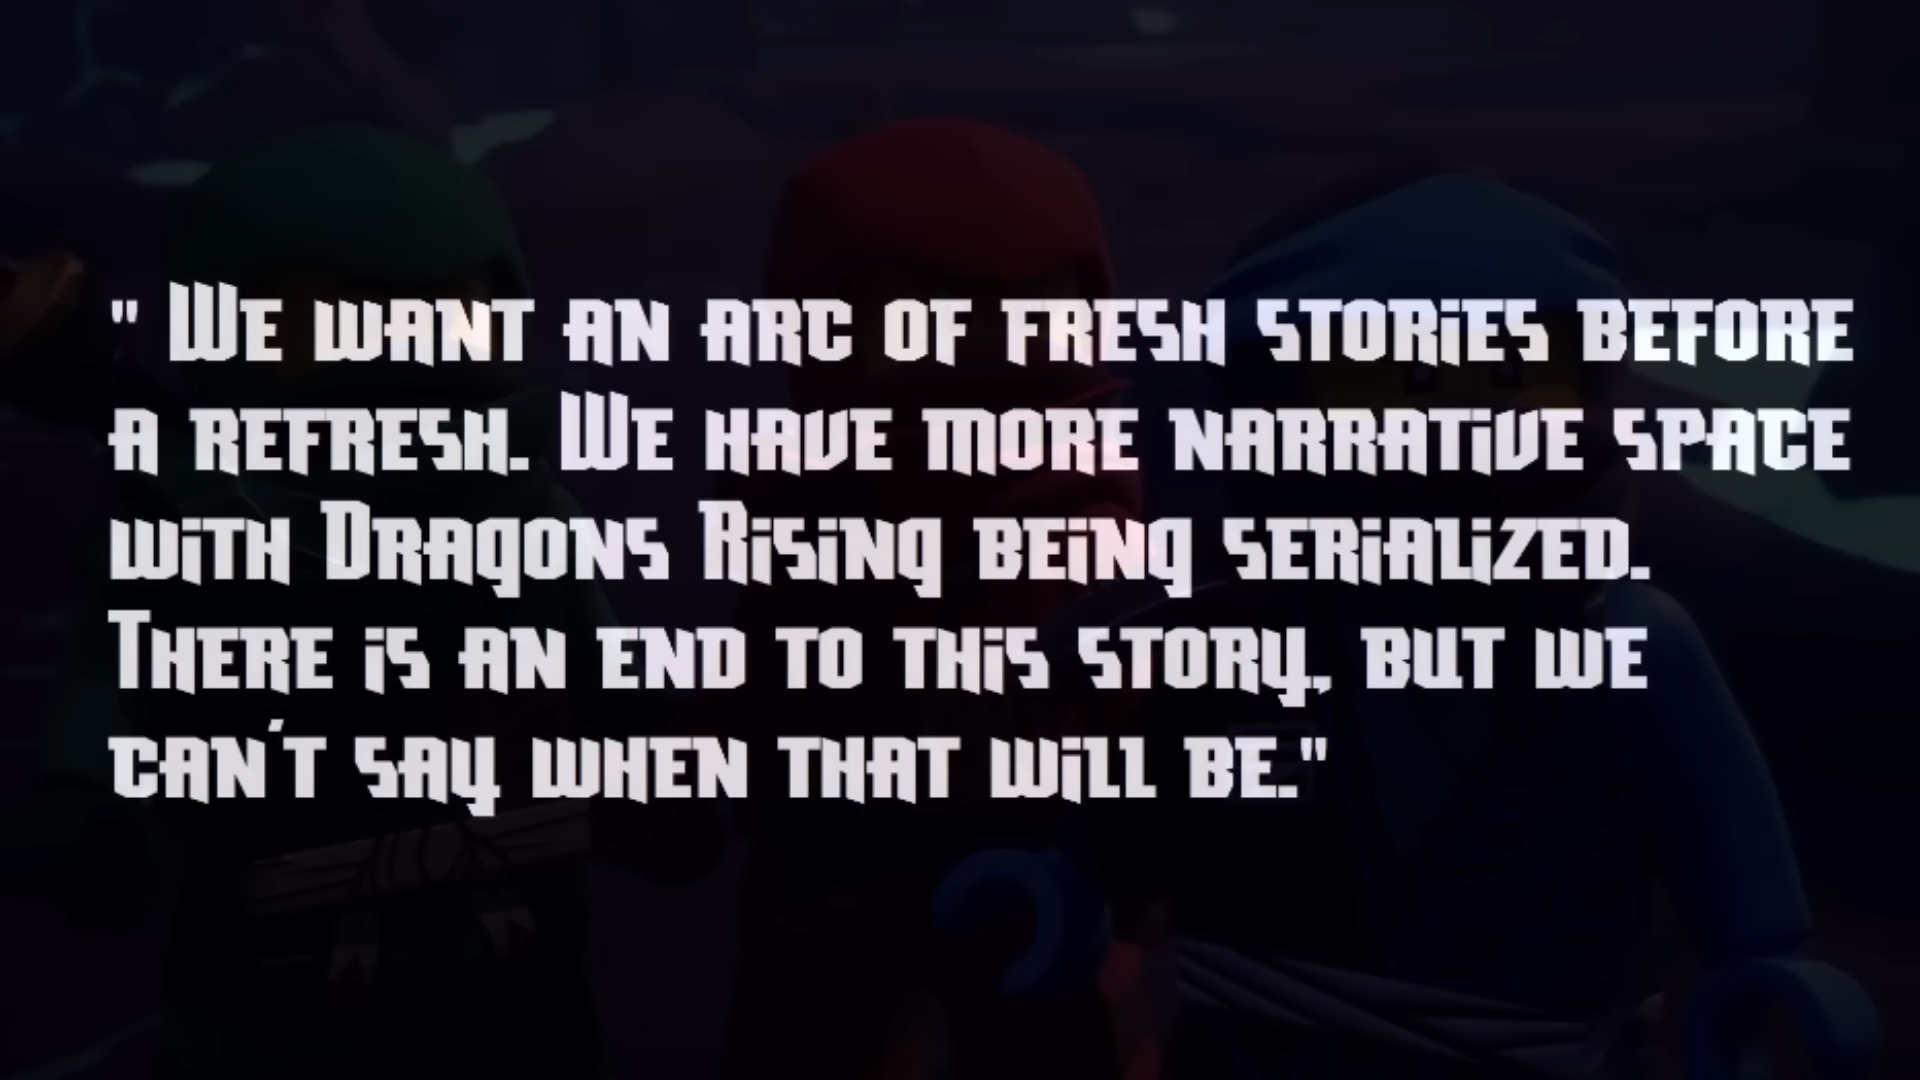 " We want an arc of fresh stories before
a refresh. We have more narrative space
with Dragons Rising being serialized.
There is an end to this story, but we
can't say when that will be."